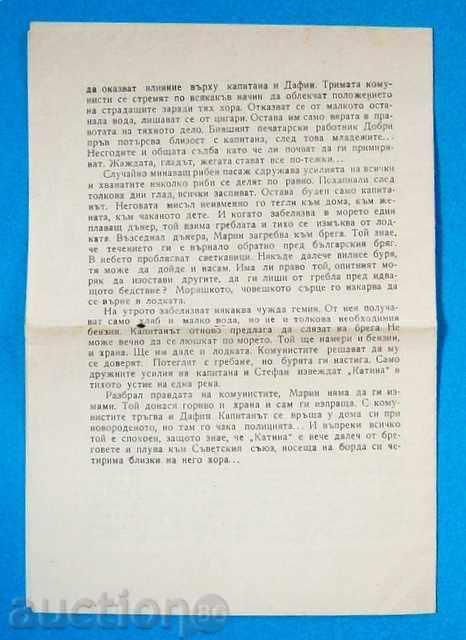 да оказват влияние върху капитана и Дафин. Тримата кому-
нисти се стремят по всякакъв начин да облекчат положението
на страдащите заради тях хора. Отказват се от малкото оста-
нала вода, лишават се от цигари. Остава им само вярата в пра-
вотата на тяхното дело. Бившият печатарски работник Добри
пръв потърсва близост с капитана, след това младежите...
Несгодите и общата съдба като че ли почват да ги примиря-
ват. Жаждата, гладът, жегата стават все по-тежки...
Случайно минаващ рибен пасаж сдружава усилията на всички
и хванатите няколко риби се делят по равно. Похапнали след
толкова дни глад, всички заспиват. Остава буден само капита-
нът. Неговата мисъл неизменно го тегли към дома, към же-
ната, към чаканото дете. И когато забелязва в морето един
плаващ дънер, той взима греблата и тихо се измъква от лод-
ката. Възседнал дънера, Марин загребва към брега. Той знае,
че течението ги е върнало обратно пред българския бряг.
В небето проблясват светкавици. Някъде далече вилнее буря,
тя може да дойде и насам. Има ли право той, опитният мо-
ряк да изостави другите, да ги лиши от гребла пред идва-
щото бедствие? Моряшкото, човешкото сърце го изкарва да
се върне в лодката.
На утрото забелязват някаква чужда гемия. От нея получа-
ват само хляб и малко вода, но не и толкова необходимия
бензин. Капитанът отново предлага да слязат на брега. Не
може вечно да се люшкат по морето. Той ще намери и бензин,
и храна. Ще им даде и лодката. Комунистите решават да му
се доверят. Потеглят с гребане, но бурята ги настига. Само
дружните усилия на капитана и Стефан извеждат „Катина“ в
тихото устие на една река.
Разбрал правдата на комунистите, Марин няма да ги из-
мами. Той донася гориво и храна и сам ги изпраща. С кому-
нистите тръгва и Дафин. Капитанът се връща у дома си при
новороденото, но там го чака полицията... И въпреки всичко
той е спокоен, защото знае, че „Катина“ е вече далеч от бре-
говете и плува към Съветския съюз, носеща на борда си че-
тирима близки на него хора...
auction80